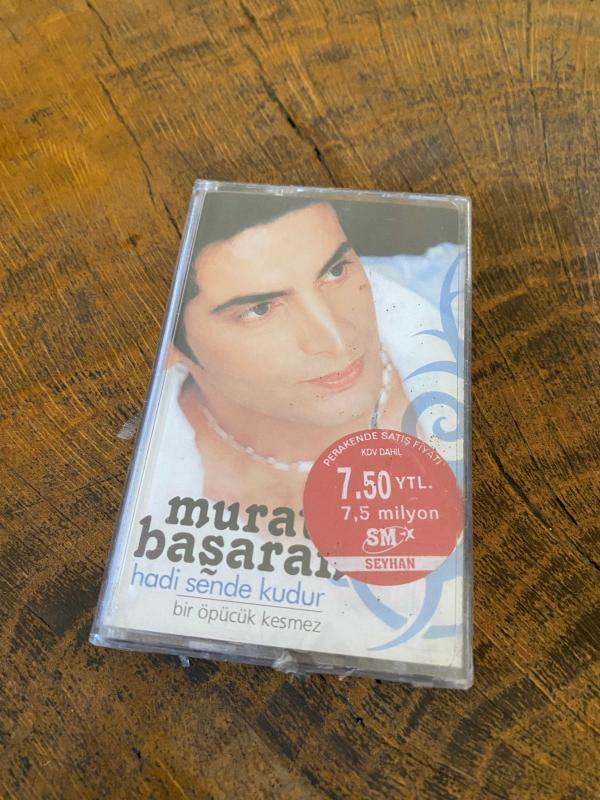 PERAKENDE SATIŞ FİYATI
KDV DAHİL
7.50 YTL.
7,5 milyon
SM-X
SEYHAN
murat
başaran
hadi sende kudur
bir öpücük kesmez